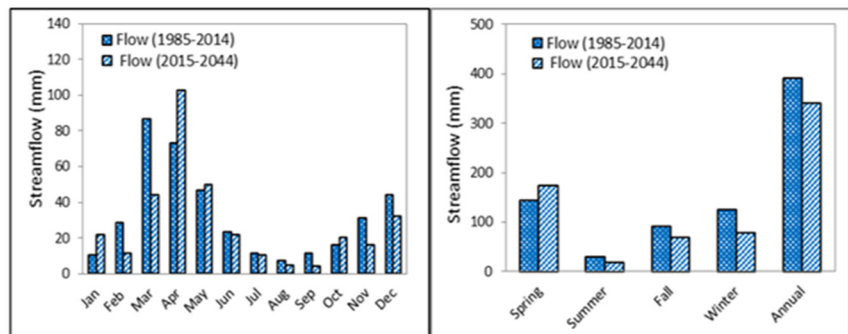 Streamflow (mm)
140
120
100
80
60
40
20
0
Flow (1985-2014)
Flow (2015-2044)
Jan Feb Mar Apr May Jun Jul Aug Sep Oct Nov Dec
Streamflow (mm)
500
400
300
200
100
0
Flow (1985-2014)
Flow (2015-2044)
Spring Summer Fall Winter Annual